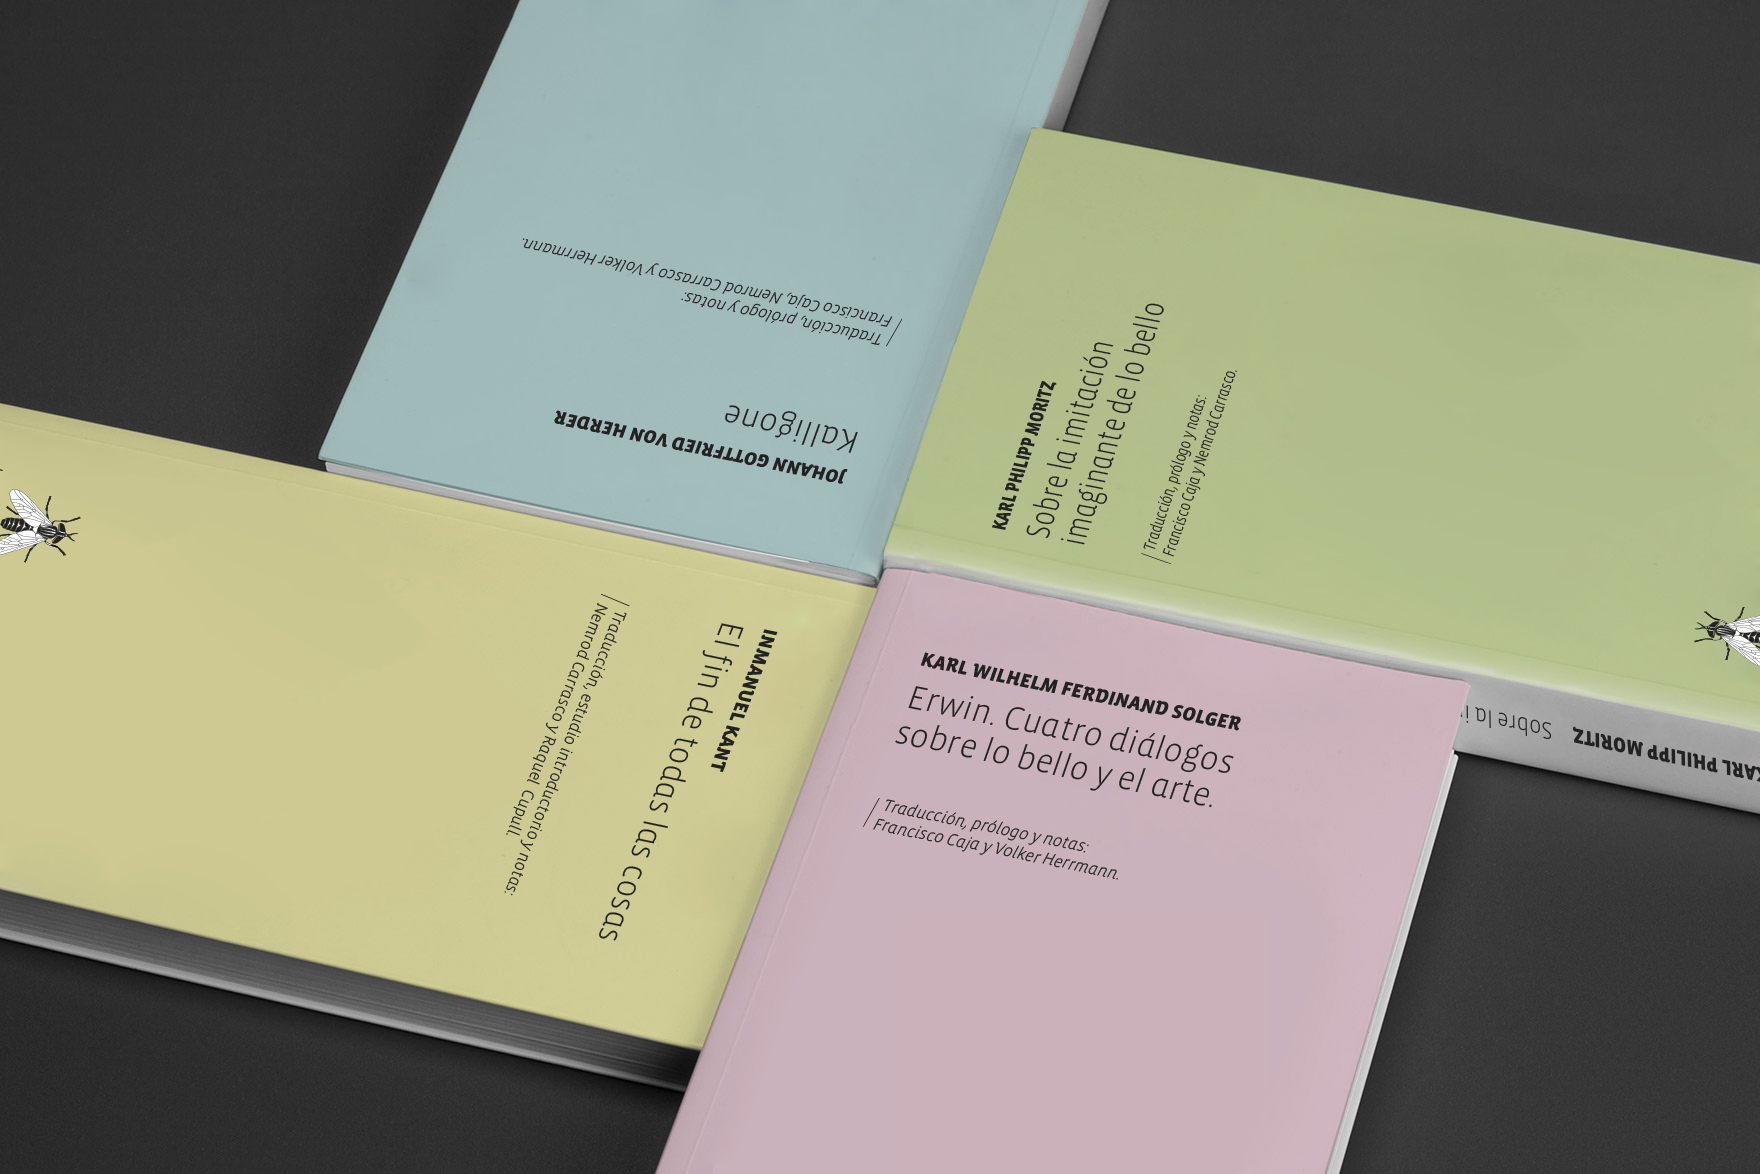 JOHANN GOTTFRIED VON HERDER
Kalligone
Traducción, prólogo y notas:
Francisco Caja, Nemrod Carrasco y Volker Herrmann.
KARL PHILIPP MORITZ
Sobre la imitación
imaginante de lo bello
Traducción, prólogo y notas:
Francisco Caja y Nemrod Carrasco.
KARL PHILIPP MORITZ Sobre la i
INMANUEL KANT
El fin de todas las cosas
Traducción, estudio introductorio y notas:
Nemrod Carrasco y Raquel Cupull.
KARL WILHELM FERDINAND SOLGER
Erwin. Cuatro diálogos
sobre lo bello y el arte.
Traducción, prólogo y notas:
Francisco Caja y Volker Herrmann.